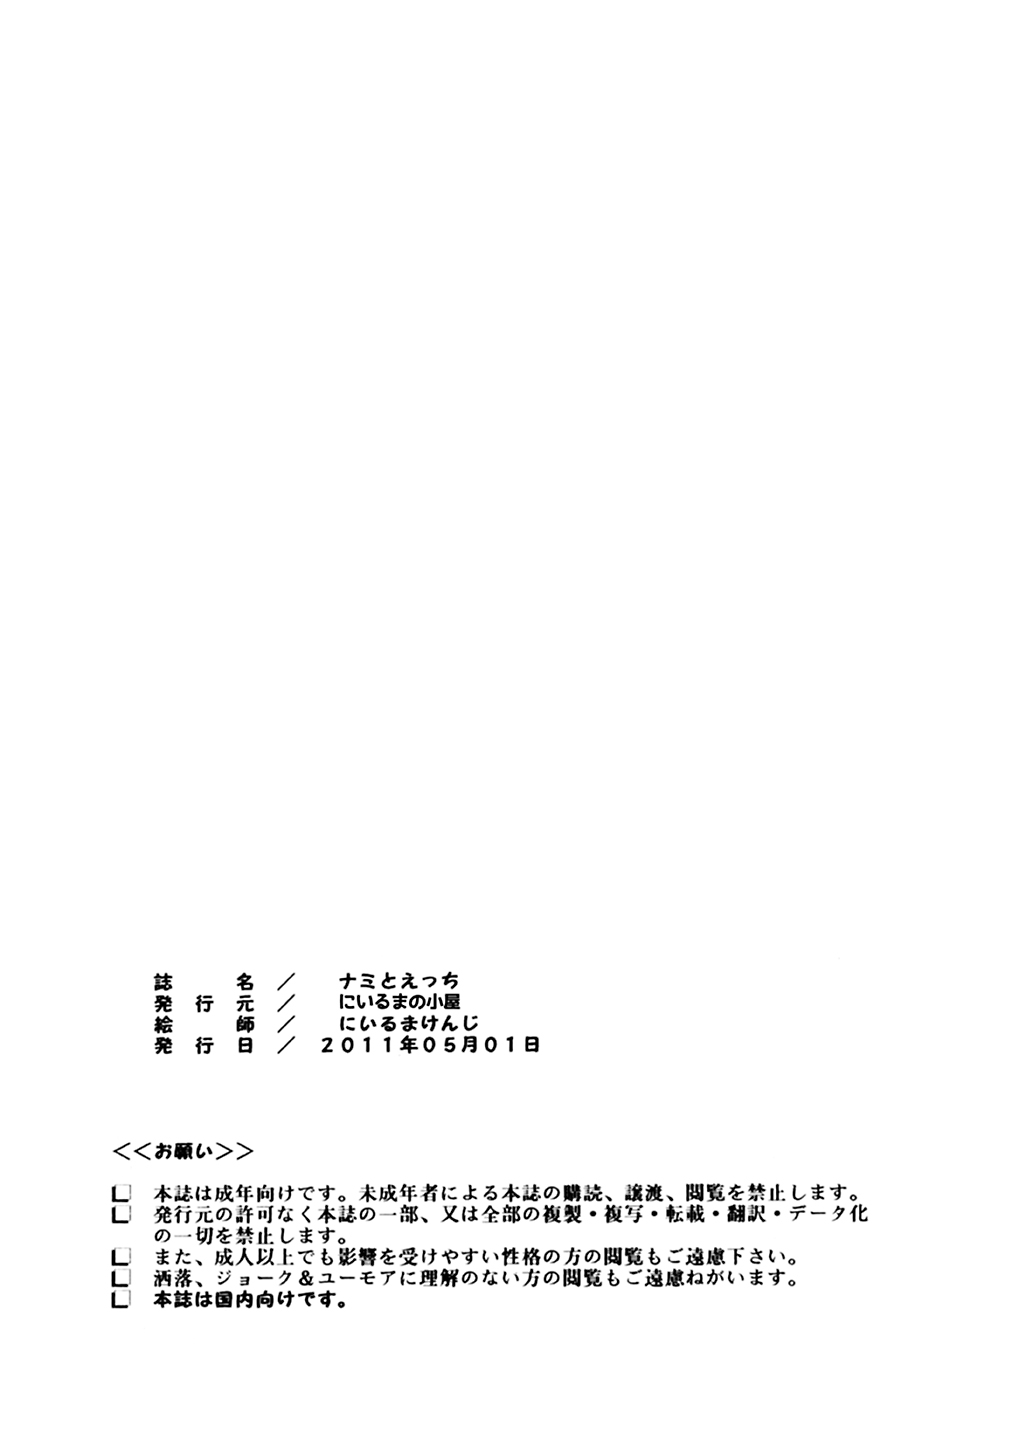 誌　　　名　／　　ナミとえっち
発　行　元　／　　にいるまの小屋
絵　　　師　／　　にいるまけんじ
発　行　日　／　２０１１年０５月０１日
＜＜お願い＞＞
□　本誌は成年向けです。未成年者による本誌の購読、譲渡、閲覧を禁止します。
□　発行元の許可なく本誌の一部、又は全部の複製・複写・転載・翻訳・データ化
の一切を禁止します。
□　また、成人以上でも影響を受けやすい性格の方の閲覧もご遠慮下さい。
□　洒落、ジョーク＆ユーモアに理解のない方の閲覧もご遠慮ねがいます。
□　本誌は国内向けです。